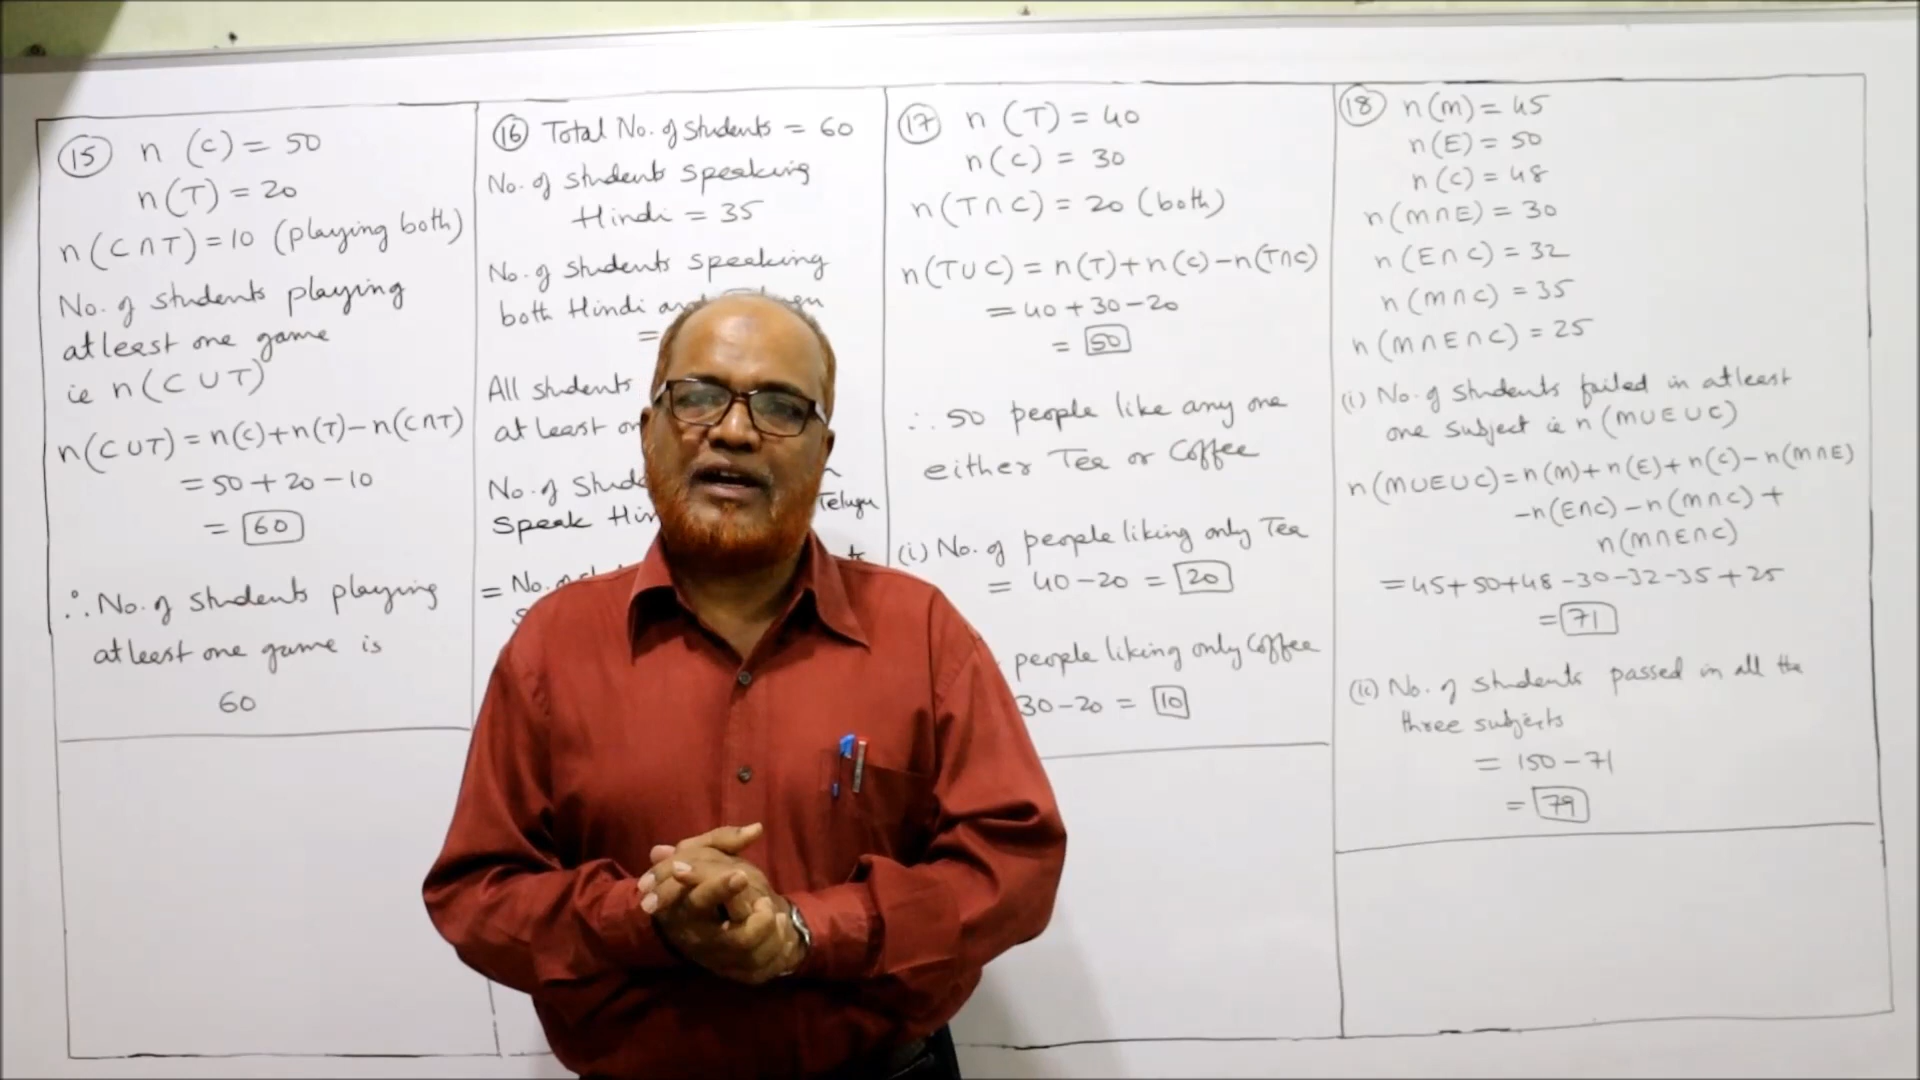 (15) n (C) = 50
n(T) = 20
n(C∩T) = 10 (playing both)
No. of students playing
atleest one game
ie n(C∪T)
n(C∪T) = n(C)+n(T)-n(C∩T)
= 50 + 20 - 10
= 60
∴ No. of students playing
atleest one game is
60
(16) Total No. of students = 60
No. of students speaking
Hindi = 35
No. of students speaking
both Hindi
=
All students
at least
No. of
Speak Telugu
= No.
(17) n (T) = 40
n(C) = 30
n(T∩C) = 20 (both)
n(T∪C) = n(T)+n(C)-n(T∩C)
= 40 + 30 - 20
= 50
∴ 50 people like any one
either Tea or Coffee
(i) No. of people liking only Tea
= 40-20 = 20
people liking only Coffee
30-20 = 10
(18) n(M) = 45
n(E) = 50
n(C) = 48
n(M∩E) = 30
n(E∩C) = 32
n(M∩C) = 35
n(M∩E∩C) = 25
(i) No. of Students failed in atleest
one subject ie n(M∪E∪C)
n(M∪E∪C) = n(M)+n(E)+n(C)-n(M∩E)
-n(E∩C)-n(M∩C)+
n(M∩E∩C)
= 45+50+48-30-32-35+25
= 71
(ii) No. of students passed in all the
three subjects
= 150-71
= 79